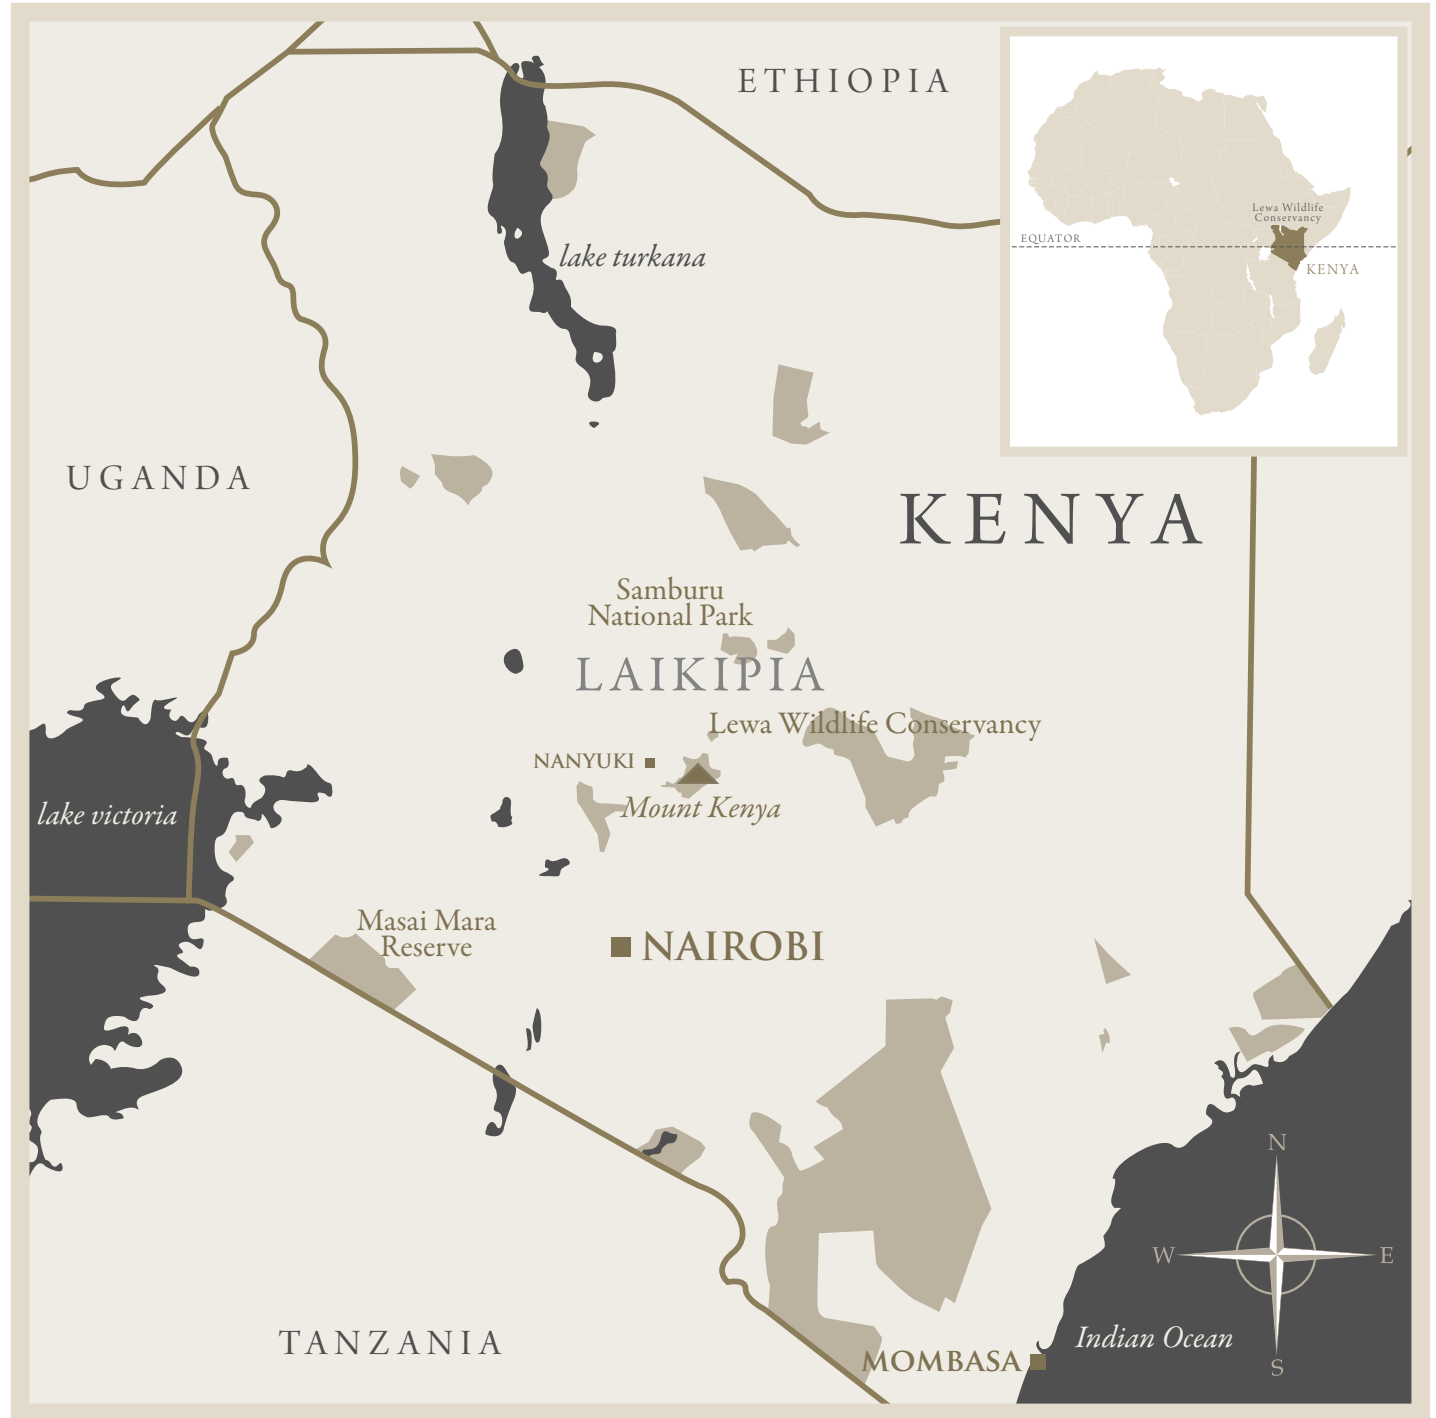 ETHIOPIA
Lewa Wildlife
Conservancy
EQUATOR
KENYA
lake turkana
UGANDA
KENYA
Samburu
National Park
LAIKIPIA
Lewa Wildlife Conservancy
NANYUKI
Mount Kenya
lake victoria
Masai Mara
Reserve
NAIROBI
N
W
E
S
TANZANIA
Indian Ocean
MOMBASA